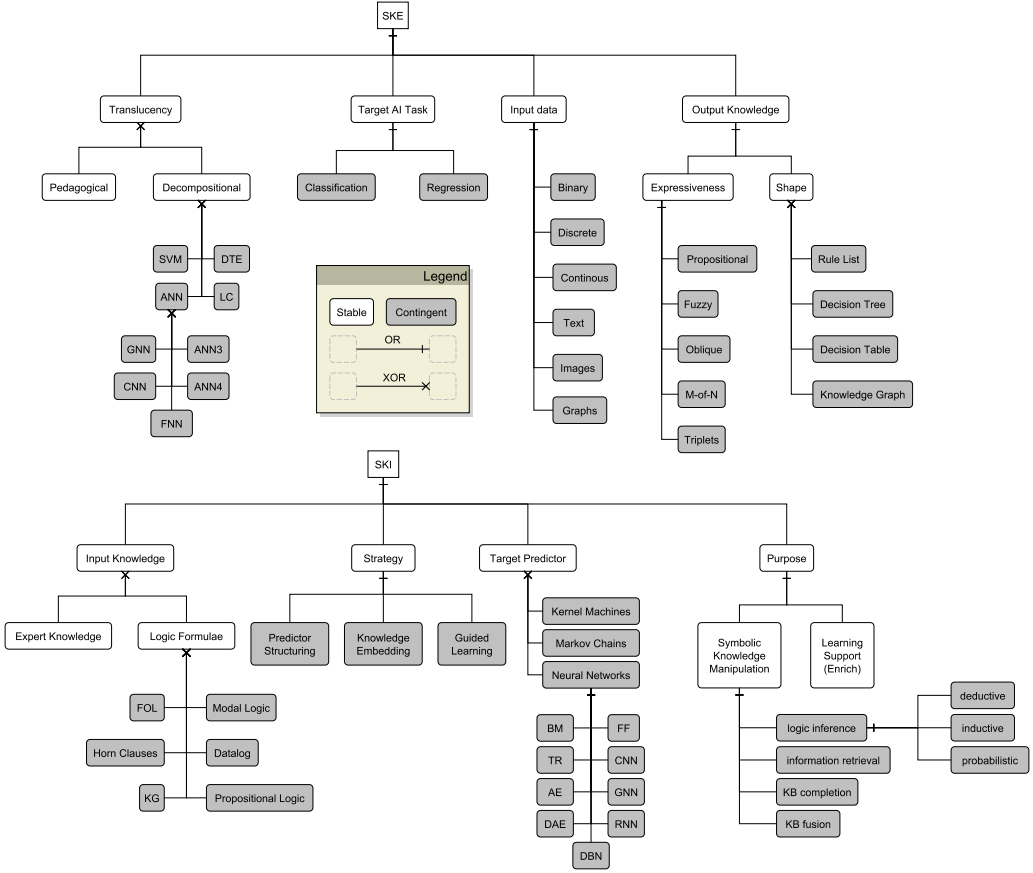 SKE
Translucency
Target AI Task
Input data
Output Knowledge
Pedagogical
Decompositional
Classification
Regression
Binary
Expressiveness
Shape
Discrete
SVM
DTE
Propositional
Rule List
Legend
Continous
ANN
LC
Stable
Contingent
Fuzzy
Decision Tree
Text
OR
GNN
ANN3
Oblique
Decision Table
Images
XOR
CNN
ANN4
M-of-N
Knowledge Graph
Graphs
FNN
Triplets
SKI
Input Knowledge
Strategy
Target Predictor
Purpose
Expert Knowledge
Logic Formulae
Predictor
Structuring
Knowledge
Embedding
Guided
Learning
Kernel Machines
Markov Chains
Neural Networks
Symbolic
Knowledge
Manipulation
Learning
Support
(Enrich)
FOL
Modal Logic
Horn Clauses
Datalog
KG
Propositional Logic
BM
FF
TR
CNN
AE
GNN
DAE
RNN
DBN
logic inference
information retrieval
KB completion
KB fusion
deductive
inductive
probabilistic